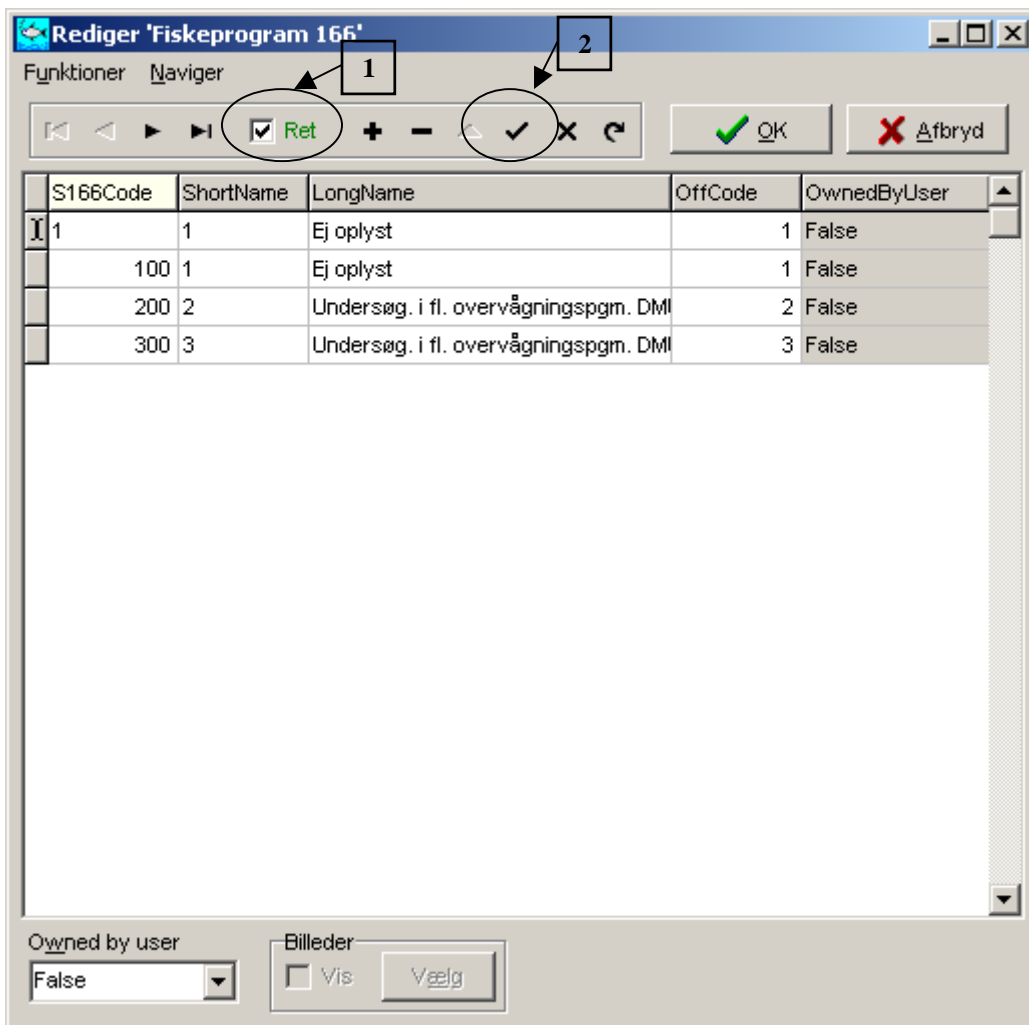 Rediger 'Fiskeprogram 166'
1
2
Funktioner Naviger
Ret OK Afbryd
S166Code ShortName LongName OffCode OwnedByUser
1 1 Ej oplyst 1 False
100 1 Ej oplyst 1 False
200 2 Undersøg. i fl. overvågningspgm. DMU 2 False
300 3 Undersøg. i fl. overvågningspgm. DMU 3 False
Owned by user Billeder
False Vis Vælg